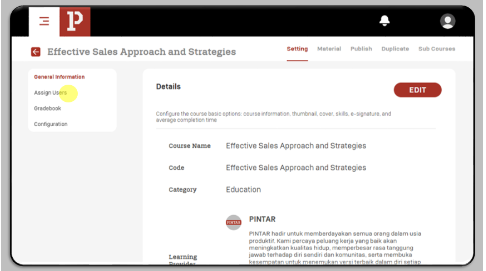 P
Effective Sales Approach and Strategies
Setting Material Publish Duplicate Sub Courses
General Information
Assign Users
Gradebook
Configuration
Details
EDIT
Configure the course basic options: course information, thumbnail, cover, skills, e-signature, and
average completion time
Course Name Effective Sales Approach and Strategies
Code Effective Sales Approach and Strategies
Category Education
PINTAR
PINTAR
PINTAR hadir untuk memberdayakan semua orang dalam usia
produktif. Kami percaya peluang kerja yang baik akan
meningkatkan kualitas hidup, memperbesar rasa tanggung
Learning jawab terhadap diri sendiri dan komunitas, serta membuka
Provider kesempatan untuk menemukan versi terbaik dalam diri setiap